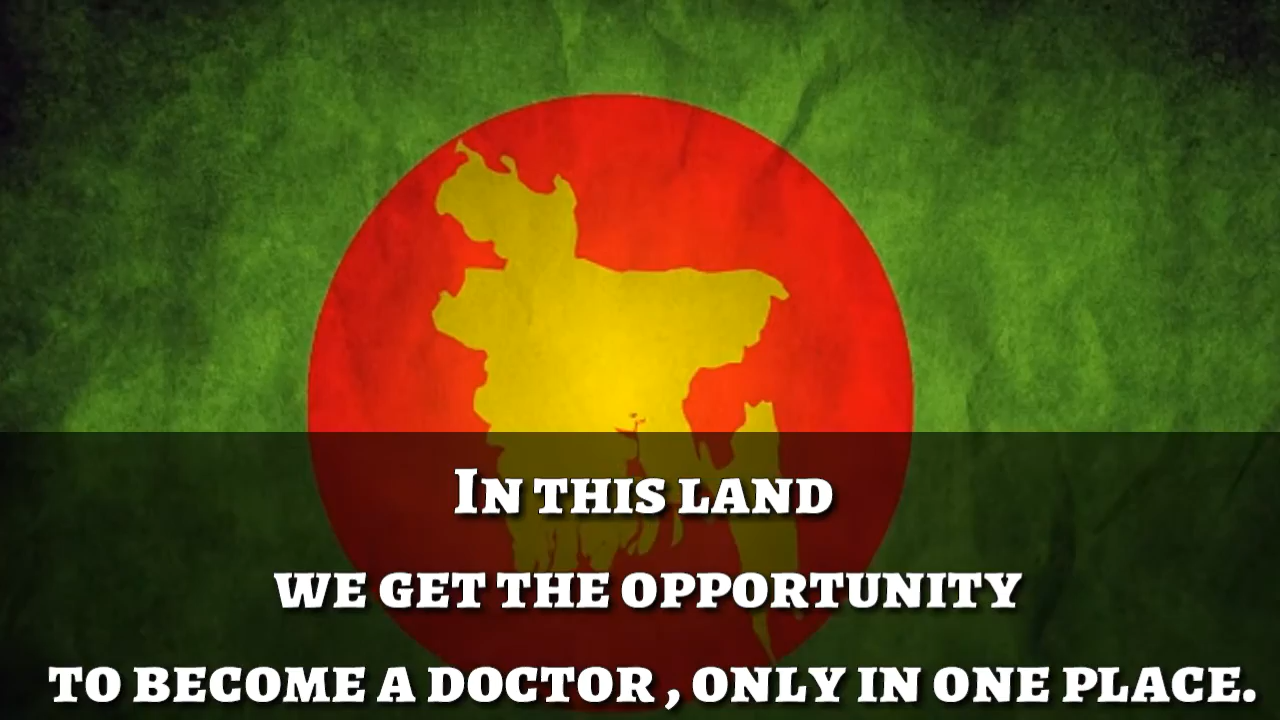 In this land
we get the opportunity
to become a doctor , only in one place.